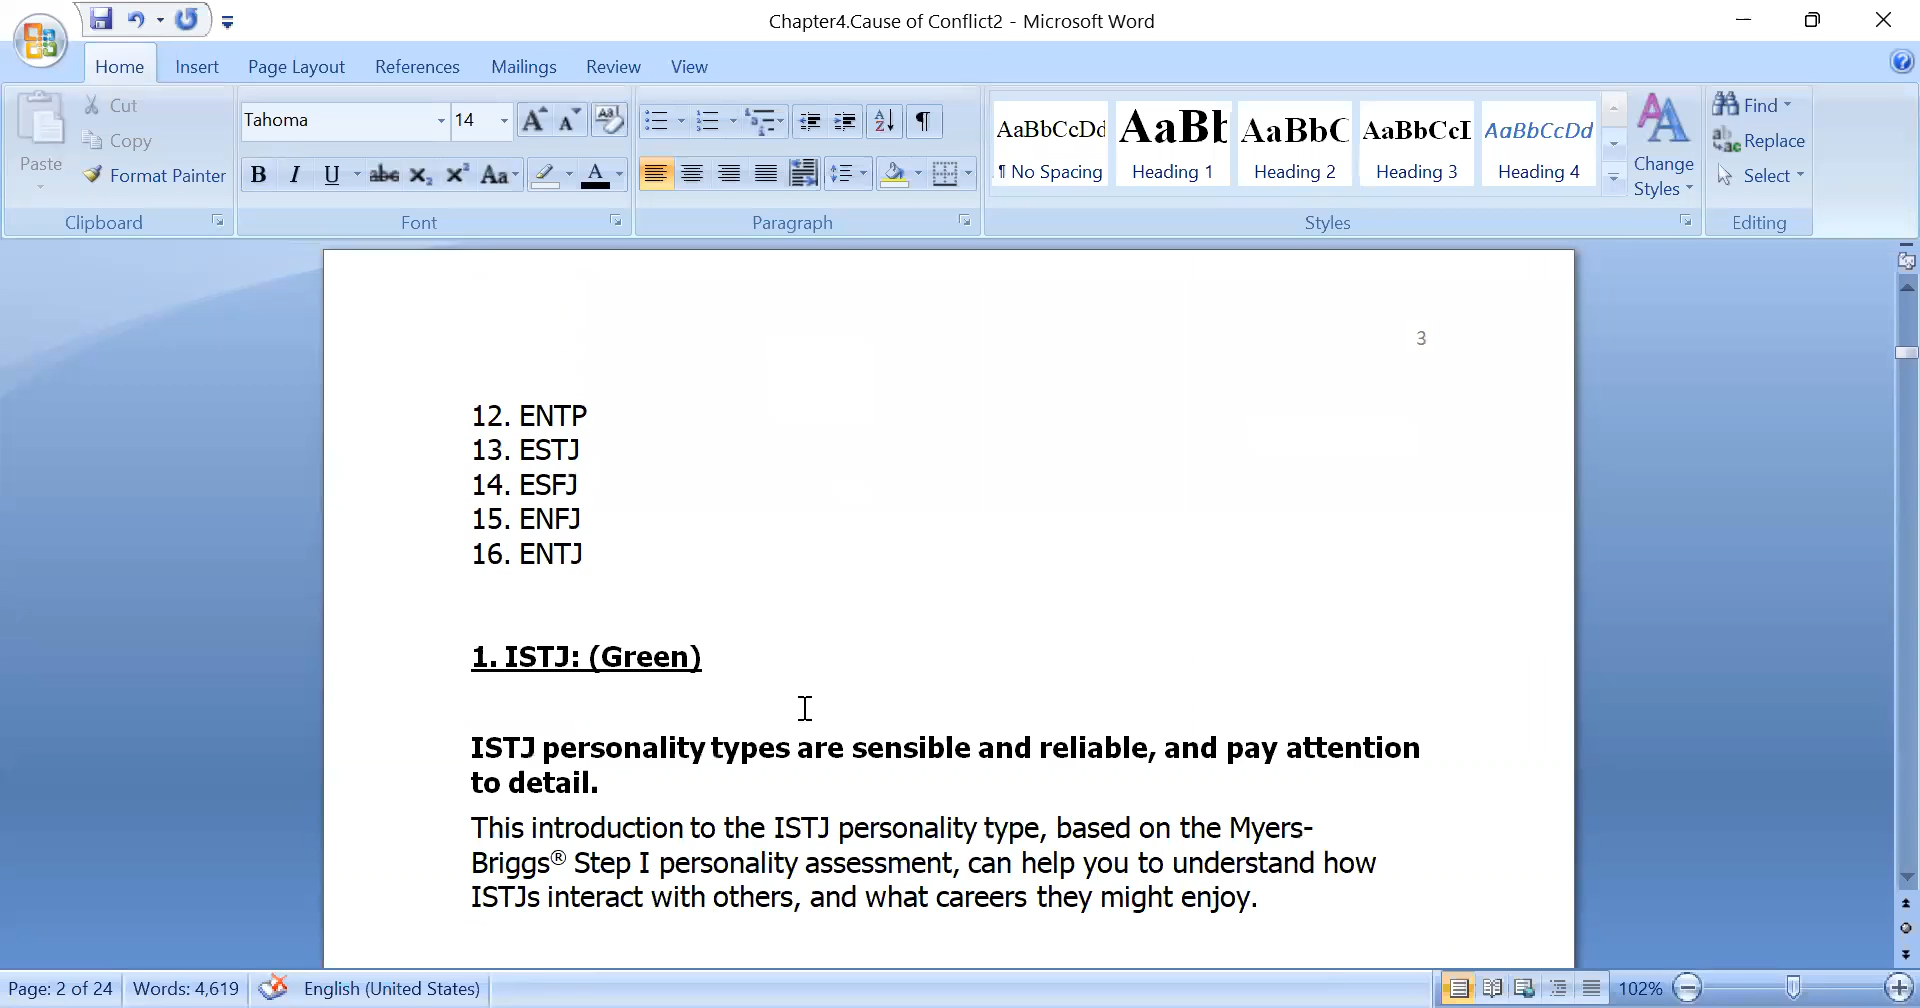 Chapter4.Cause of Conflict2 - Microsoft Word
Home Insert Page Layout References Mailings Review View
Paste
Cut
Copy
Format Painter
Clipboard
Tahoma 14
B I U abc X₂ X² Aa A
Font
Paragraph
AaBbCcDd AaBb AaBbC AaBbCcI AaBbCcDd
¶ No Spacing Heading 1 Heading 2 Heading 3 Heading 4
Change
Styles
Styles
Find
Replace
Select
Editing
3
12. ENTP
13. ESTJ
14. ESFJ
15. ENFJ
16. ENTJ
1. ISTJ: (Green)
ISTJ personality types are sensible and reliable, and pay attention
to detail.
This introduction to the ISTJ personality type, based on the Myers-
Briggs® Step I personality assessment, can help you to understand how
ISTJs interact with others, and what careers they might enjoy.
Page: 2 of 24 Words: 4,619 English (United States) 102%